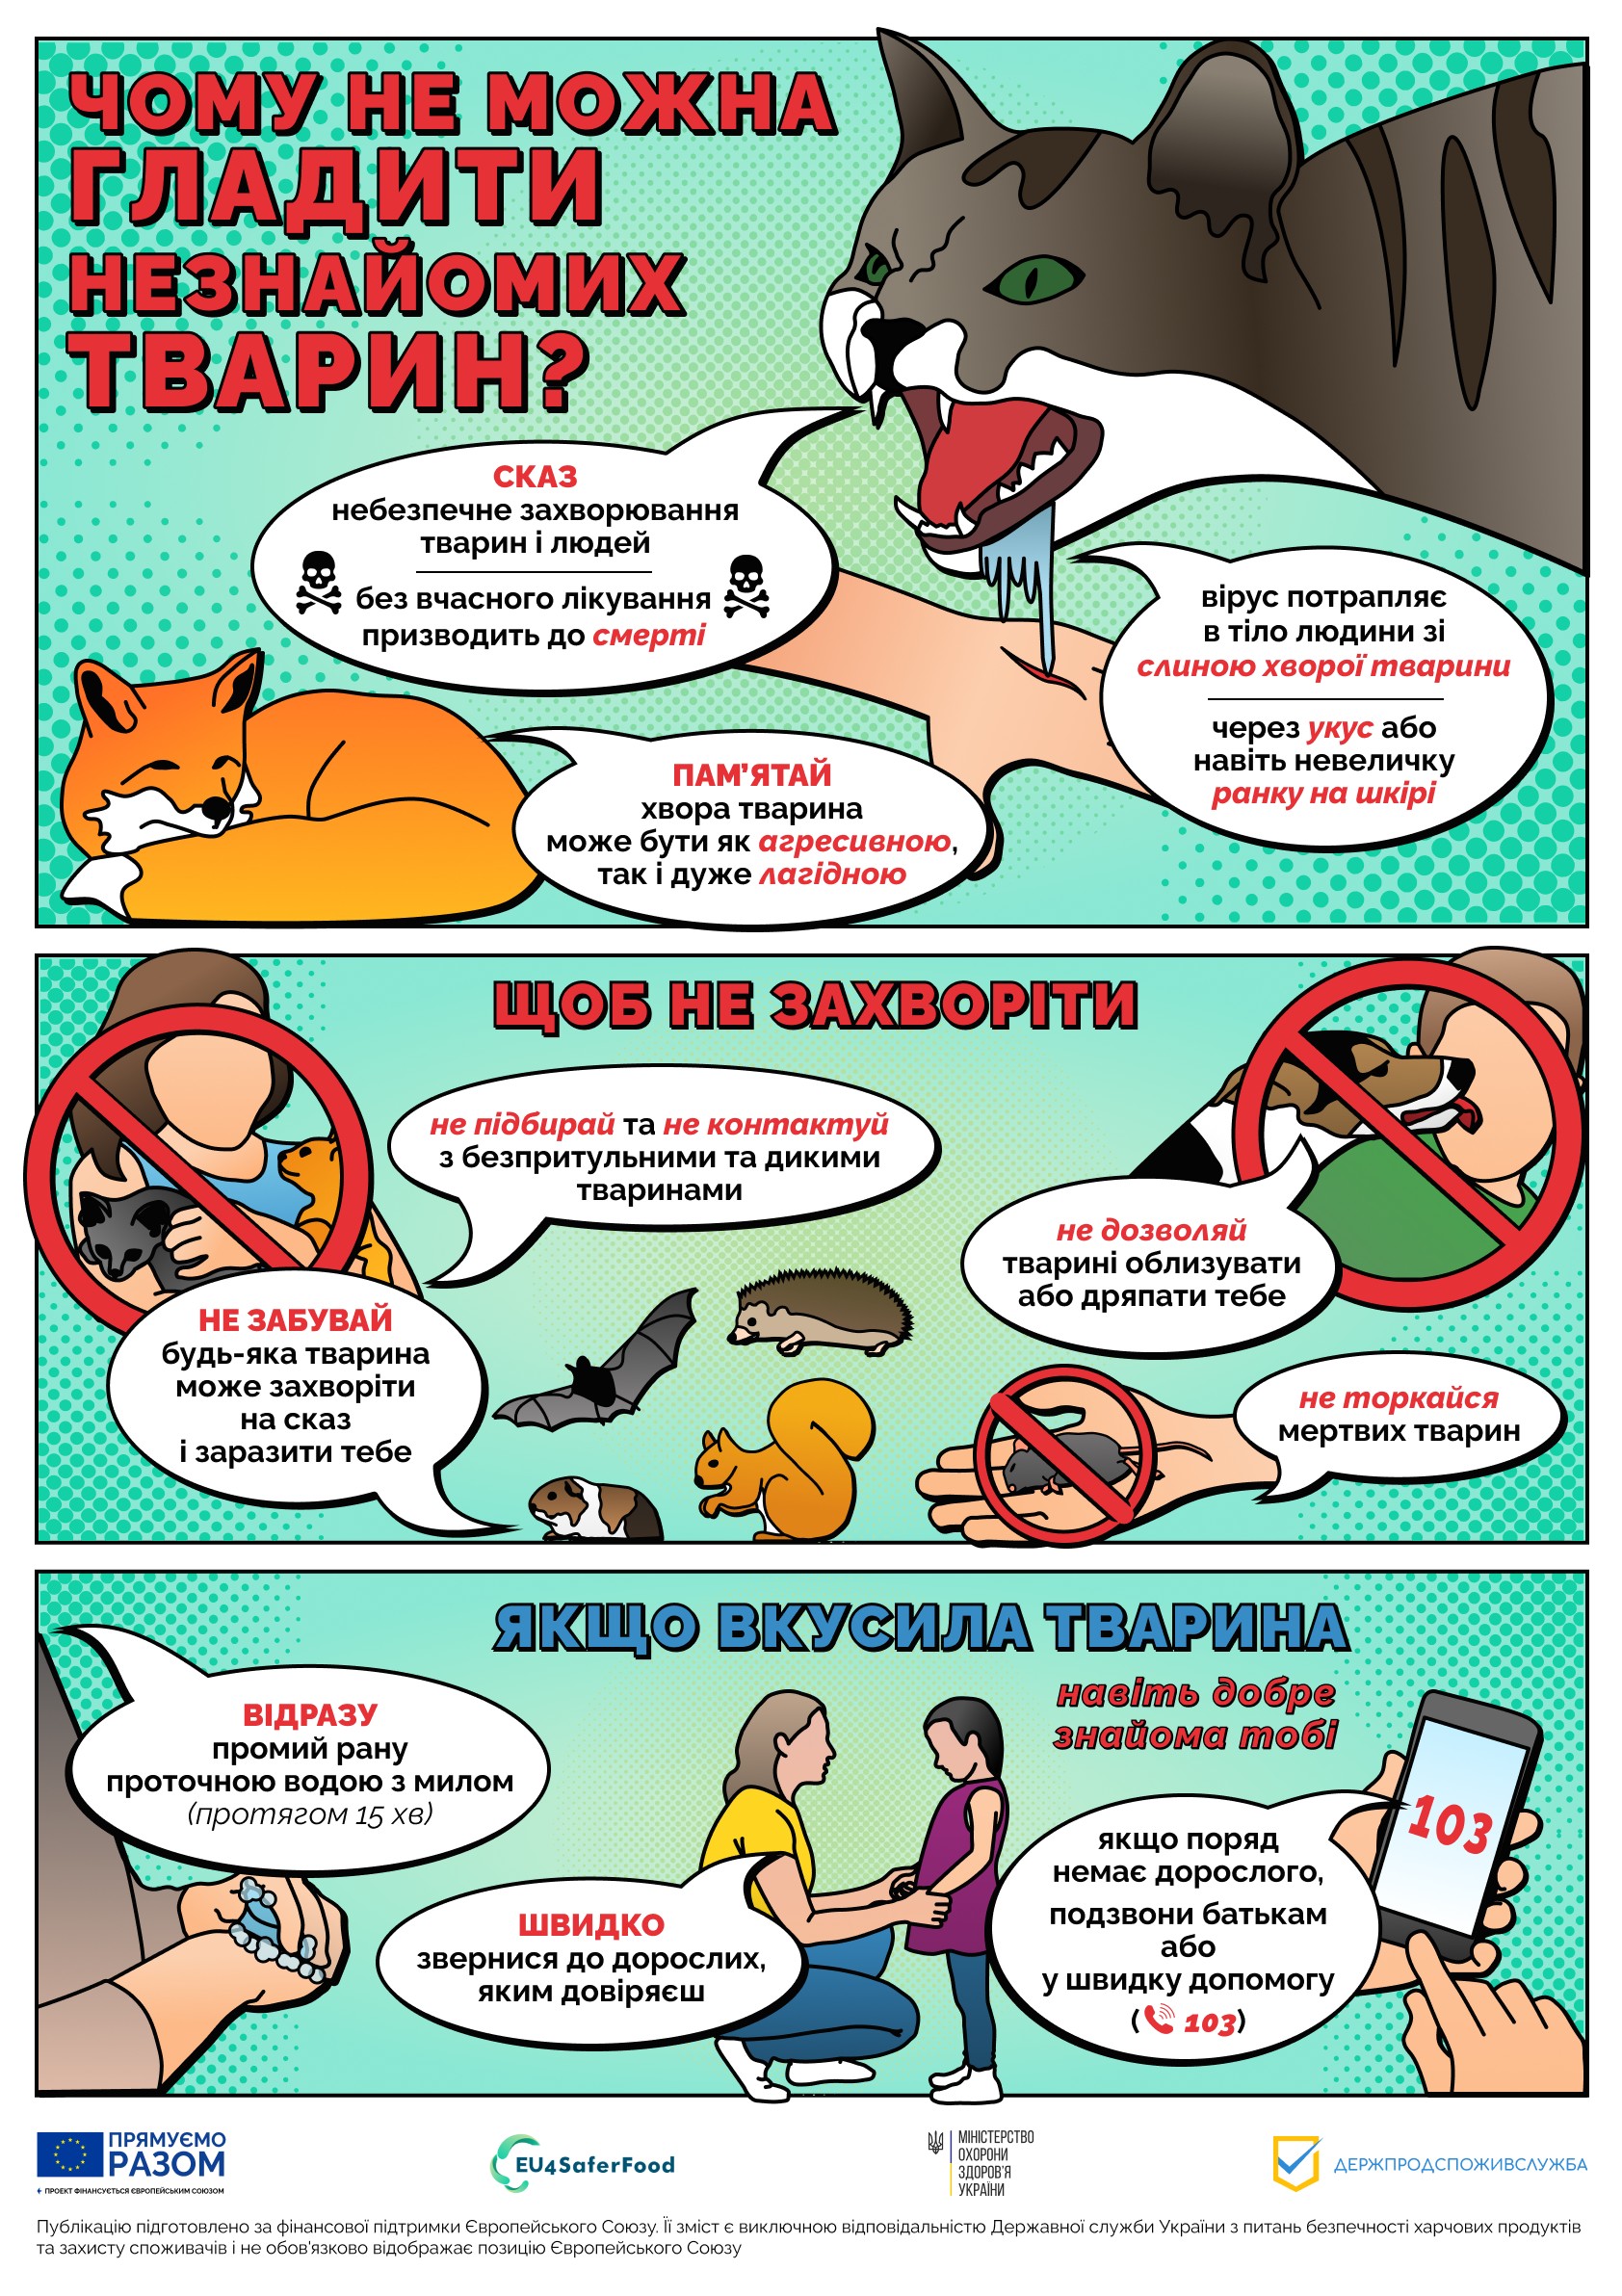 ЧОМУ НЕ МОЖНА
ГЛАДИТИ
НЕЗНАЙОМИХ
ТВАРИН?
СКАЗ
небезпечне захворювання
тварин і людей
без вчасного лікування
призводить до смерті
вірус потрапляє
в тіло людини зі
слиною хворої тварини
через укус або
навіть невеличку
ранку на шкірі
ПАМ'ЯТАЙ
хвора тварина
може бути як агресивною,
так і дуже лагідною
ЩОБ НЕ ЗАХВОРІТИ
не підбирай та не контактуй
з безпритульними та дикими
тваринами
не дозволяй
тварині облизувати
або дряпати тебе
НЕ ЗАБУВАЙ
будь-яка тварина
може захворіти
на сказ
і заразити тебе
не торкайся
мертвих тварин
ЯКЩО ВКУСИЛА ТВАРИНА
навіть добре
знайома тобі
ВІДРАЗУ
промий рану
проточною водою з милом
(протягом 15 хв)
ШВИДКО
звернися до дорослих,
яким довіряєш
якщо поряд
немає дорослого,
подзвони батькам
або
у швидку допомогу
(103)
103
ПРЯМУЄМО
РАЗОМ
ПРОЕКТ ФІНАНСУЄТЬСЯ ЄВРОПЕЙСЬКИМ СОЮЗОМ
EU4SaferFood
МІНІСТЕРСТВО
ОХОРОНИ
ЗДОРОВ'Я
УКРАЇНИ
ДЕРЖПРОДСПОЖИВСЛУЖБА
Публікацію підготовлено за фінансової підтримки Європейського Союзу. Її зміст є виключною відповідальністю Державної служби України з питань безпечності харчових продуктів
та захисту споживачів і не обов'язково відображає позицію Європейського Союзу